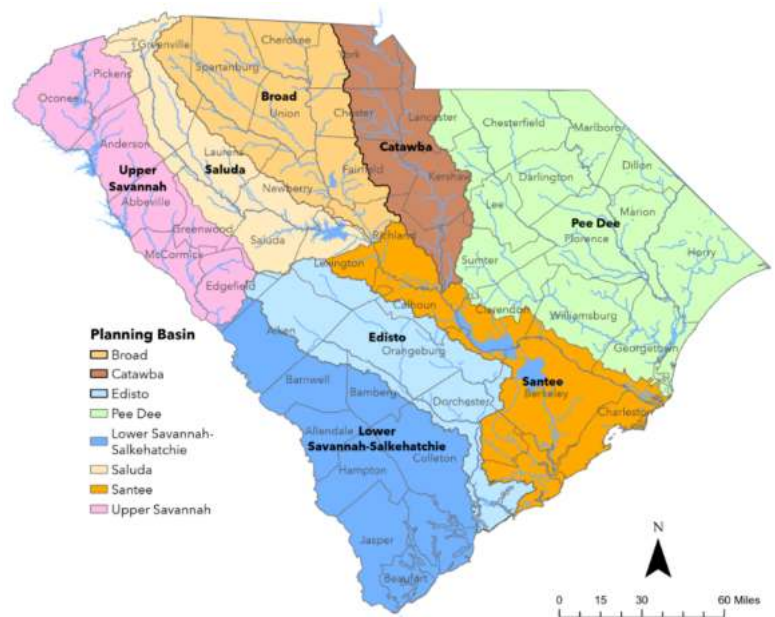 Greenville
Cherokee
York
Pickens
Spartanburg
Oconee
Broad
Union
Chester
Lancaster
Chesterfield
Marlboro
Anderson
Catawba
Laurens
Dillon
Upper
Savannah
Saluda
Fairfield
Kershaw
Darlington
Abbeville
Newberry
Lee
Marion
Greenwood
Pee Dee
Florence
Saluda
Richland
Horry
McCormick
Lexington
Sumter
Edgefield
Calhoun
Clarendon
Williamsburg
Planning Basin
Broad
Catawba
Edisto
Pee Dee
Lower Savannah-
Salkehatchie
Saluda
Santee
Upper Savannah
Aiken
Edisto
Orangeburg
Georgetown
Barnwell
Bamberg
Santee
Berkeley
Dorchester
Charleston
Allendale
Lower
Savannah-Salkehatchie
Colleton
Hampton
Jasper
Beaufort
N
0 15 30 60 Miles